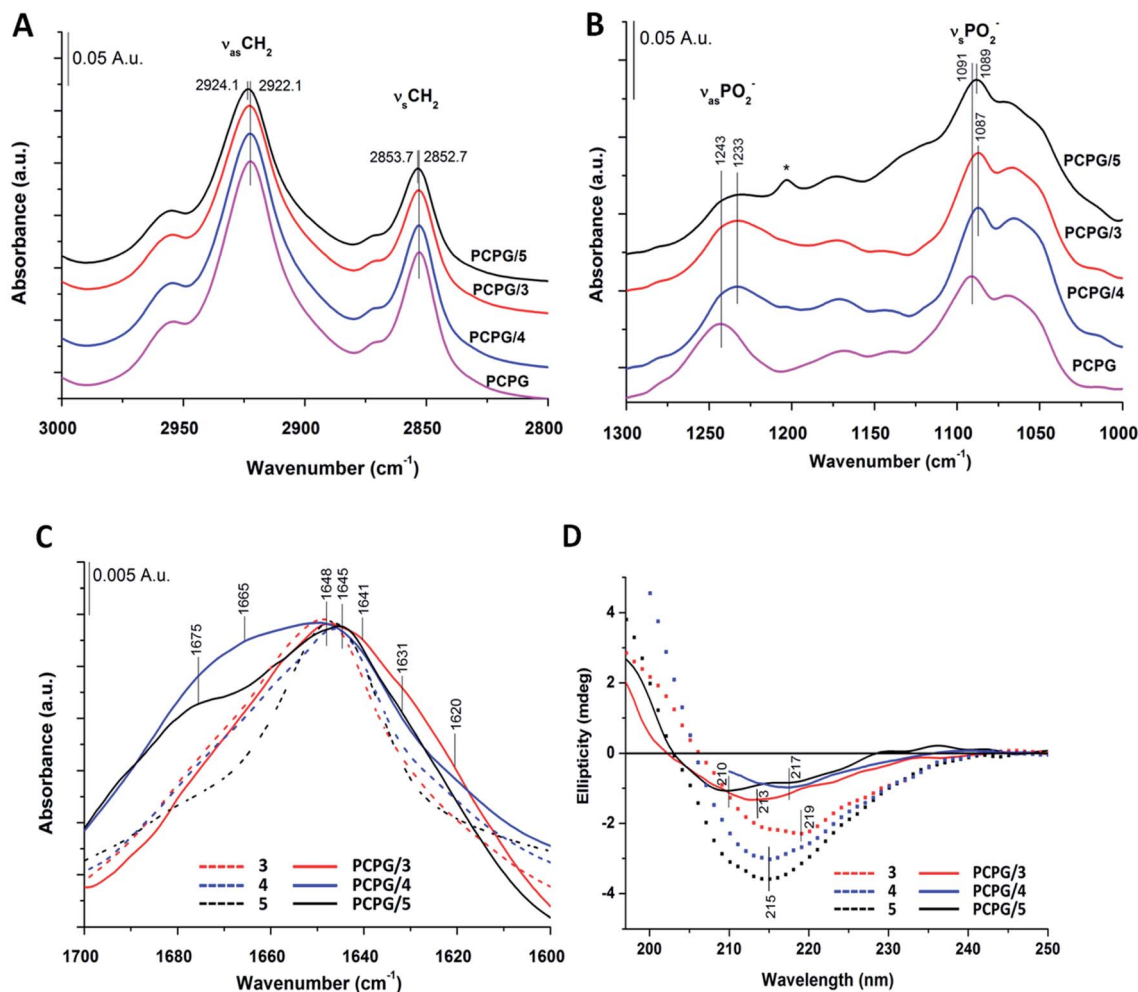 A
0.05 A.u.
νasCH2
2924.1 2922.1
νsCH2
2853.7 2852.7
PCPG/5
PCPG/3
PCPG/4
PCPG
Absorbance (a.u.)
3000 2950 2900 2850 2800
Wavenumber (cm-1)
B
0.05 A.u.
νsPO2-
1091
1089
νasPO2-
1087
1243
1233
*
PCPG/5
PCPG/3
PCPG/4
PCPG
Absorbance (a.u.)
1300 1250 1200 1150 1100 1050 1000
Wavenumber (cm-1)
C
0.005 A.u.
1675
1665
1648
1645
1641
1631
1620
3 PCPG/3
4 PCPG/4
5 PCPG/5
Absorbance (a.u.)
1700 1680 1660 1640 1620 1600
Wavenumber (cm-1)
D
4
2
0
-2
-4
Ellipticity (mdeg)
210
213
217
219
215
3 PCPG/3
4 PCPG/4
5 PCPG/5
200 210 220 230 240 250
Wavelength (nm)